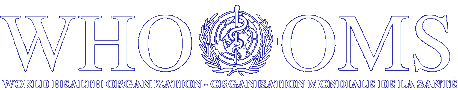 WHO OMS
WORLD HEALTH ORGANIZATION - ORGANISATION MONDIALE DE LA SANTE